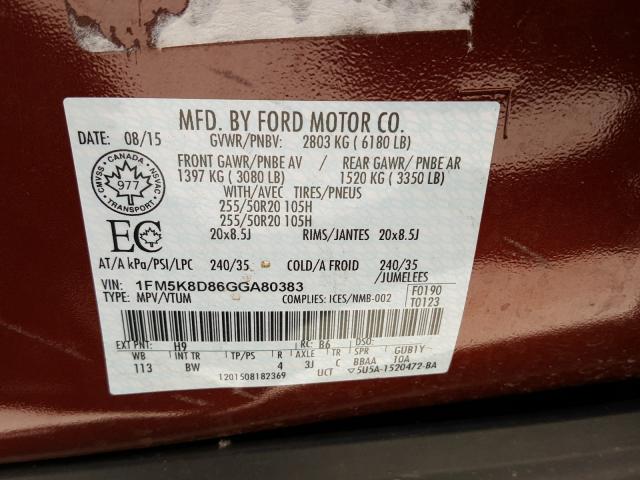 MFD. BY FORD MOTOR CO.
DATE: 08/15
GVWR/PNBV: 2803 KG ( 6180 LB)
FRONT GAWR/PNBE AV
1397 KG ( 3080 LB)
REAR GAWR/ PNBE AR
1520 KG ( 3350 LB)
WITH/AVEC TIRES/PNEUS
255/50R20 105H
255/50R20 105H
20x8.5J RIMS/JANTES 20x8.5J
CMVSS • CANADA • NSVAC
977
TRANSPORT
EC
AT/A kPa/PSI/LPC 240/35 COLD/A FROID 240/35
/JUMELEES
VIN: 1FM5K8D86GGA80383
TYPE: MPV/VTUM COMPLIES: ICES/NMB-002
F0190
T0123
EXT PNT: H9 RC: B6 DSO:
WB INT TR TP/PS R AXLE TR SPR GUB1Y
113 BW 4 3J C BBAA 10A
1201508182369 UCT 5U5A-1520472-BA